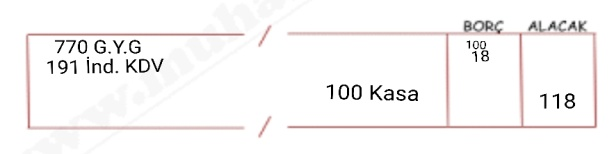 BORÇ ALACAK
770 G.Y.G 100
191 İnd. KDV 18
100 Kasa 118